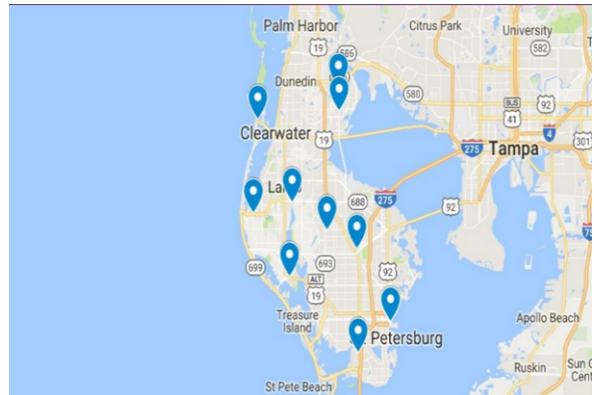 Palm Harbor
Citrus Park
University
19
586
582
Dunedin
580
BUS
41
92
4
Clearwater
19
275
Tampa
301
688
275
92
699
693
92
ALT
19
Treasure
Island
Apollo Beach
Petersburg
Ruskin
Sun C
Cent
St Pete Beach